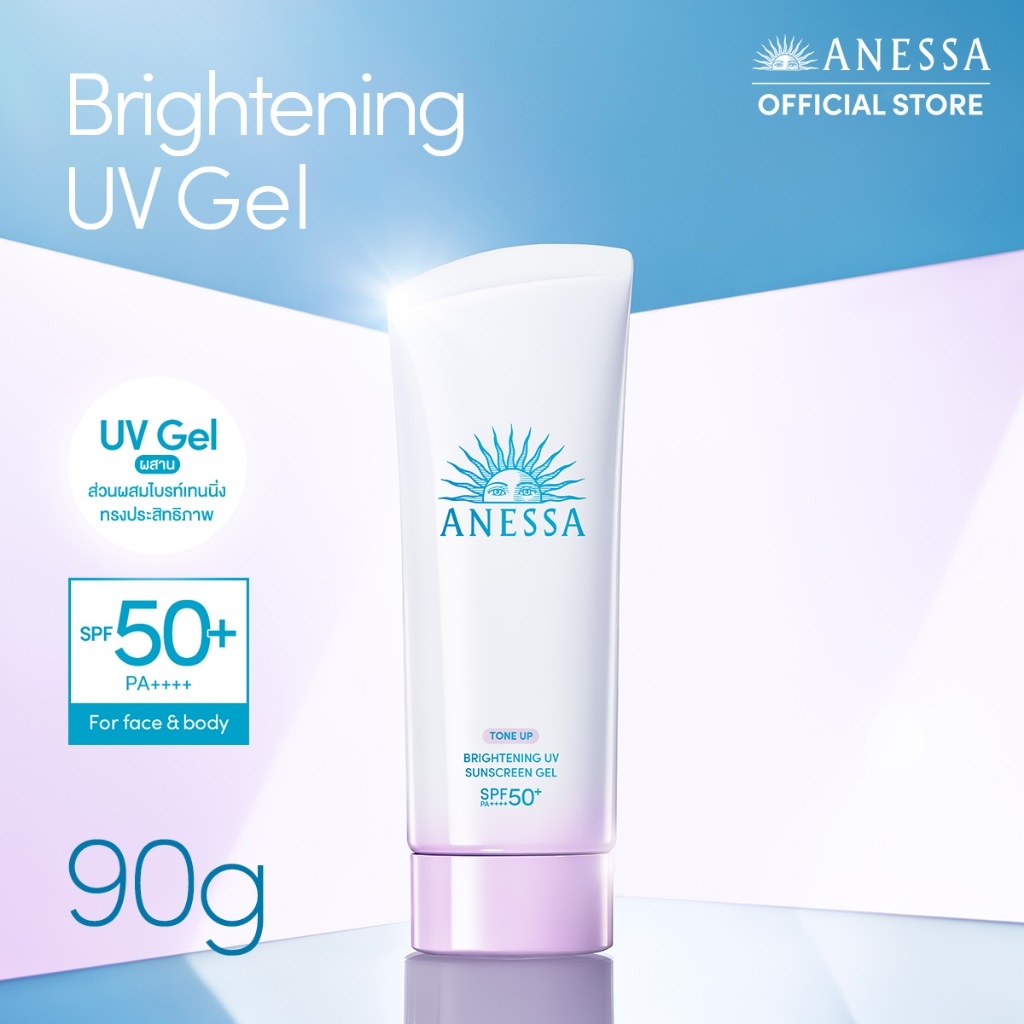 Brightening
UV Gel
ANESSA
OFFICIAL STORE
UV Gel
ผสาน
ส่วนผสมไบรท์เทนนิ่ง
ทรงประสิทธิภาพ
SPF 50+
PA++++
For face & body
90g
ANESSA
TONE UP
BRIGHTENING UV
SUNSCREEN GEL
SPF 50+
PA++++